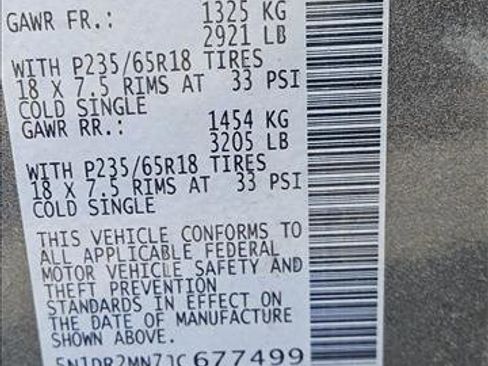 GAWR FR.: 1325 KG
2921 LB
WITH P235/65R18 TIRES
18 X 7.5 RIMS AT 33 PSI
COLD SINGLE
GAWR RR.: 1454 KG
3205 LB
WITH P235/65R18 TIRES
18 X 7.5 RIMS AT 33 PSI
COLD SINGLE
THIS VEHICLE CONFORMS TO
ALL APPLICABLE FEDERAL
MOTOR VEHICLE SAFETY AND
THEFT PREVENTION
STANDARDS IN EFFECT ON
THE DATE OF MANUFACTURE
SHOWN ABOVE.
5N1DR2MN7JC677499